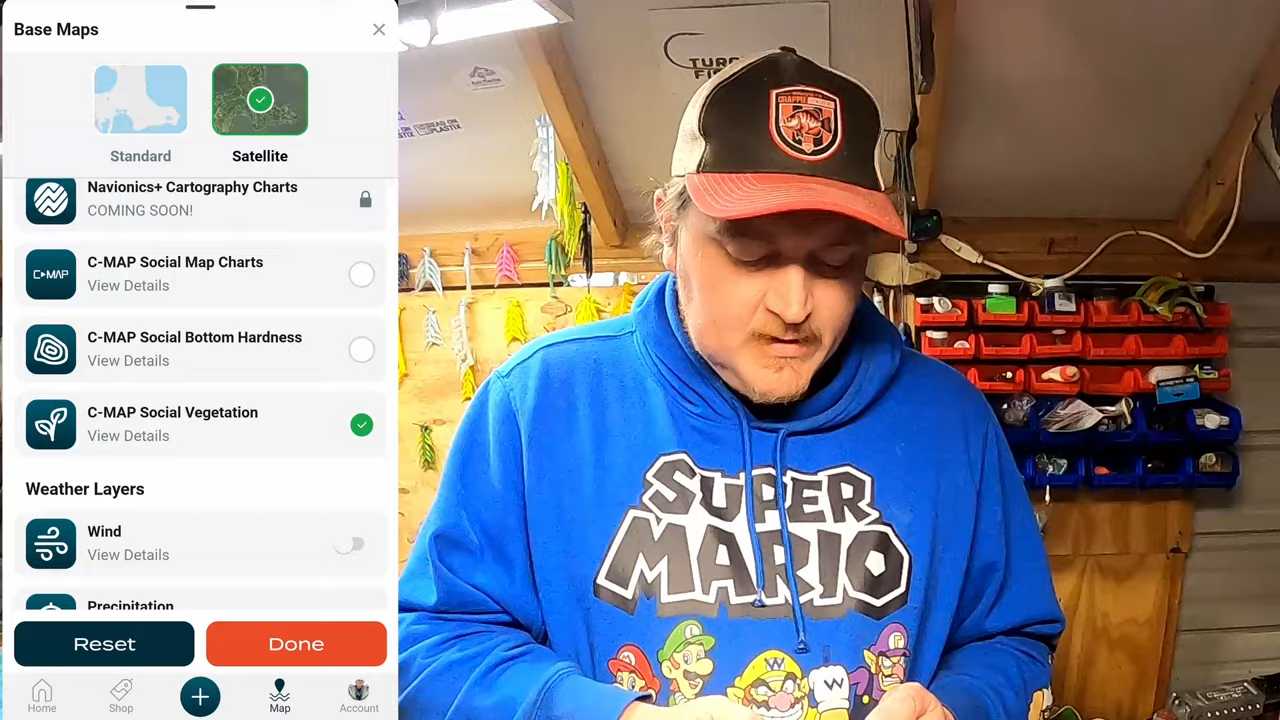 Base Maps
Standard
Satellite
Navionics+ Cartography Charts
COMING SOON!
C-MAP
C-MAP Social Map Charts
View Details
C-MAP Social Bottom Hardness
View Details
C-MAP Social Vegetation
View Details
Weather Layers
Wind
View Details
Precipitation
Reset
Done
Home
Shop
Map
Account
CRAPPIE
SUPER
MARIO
W
W